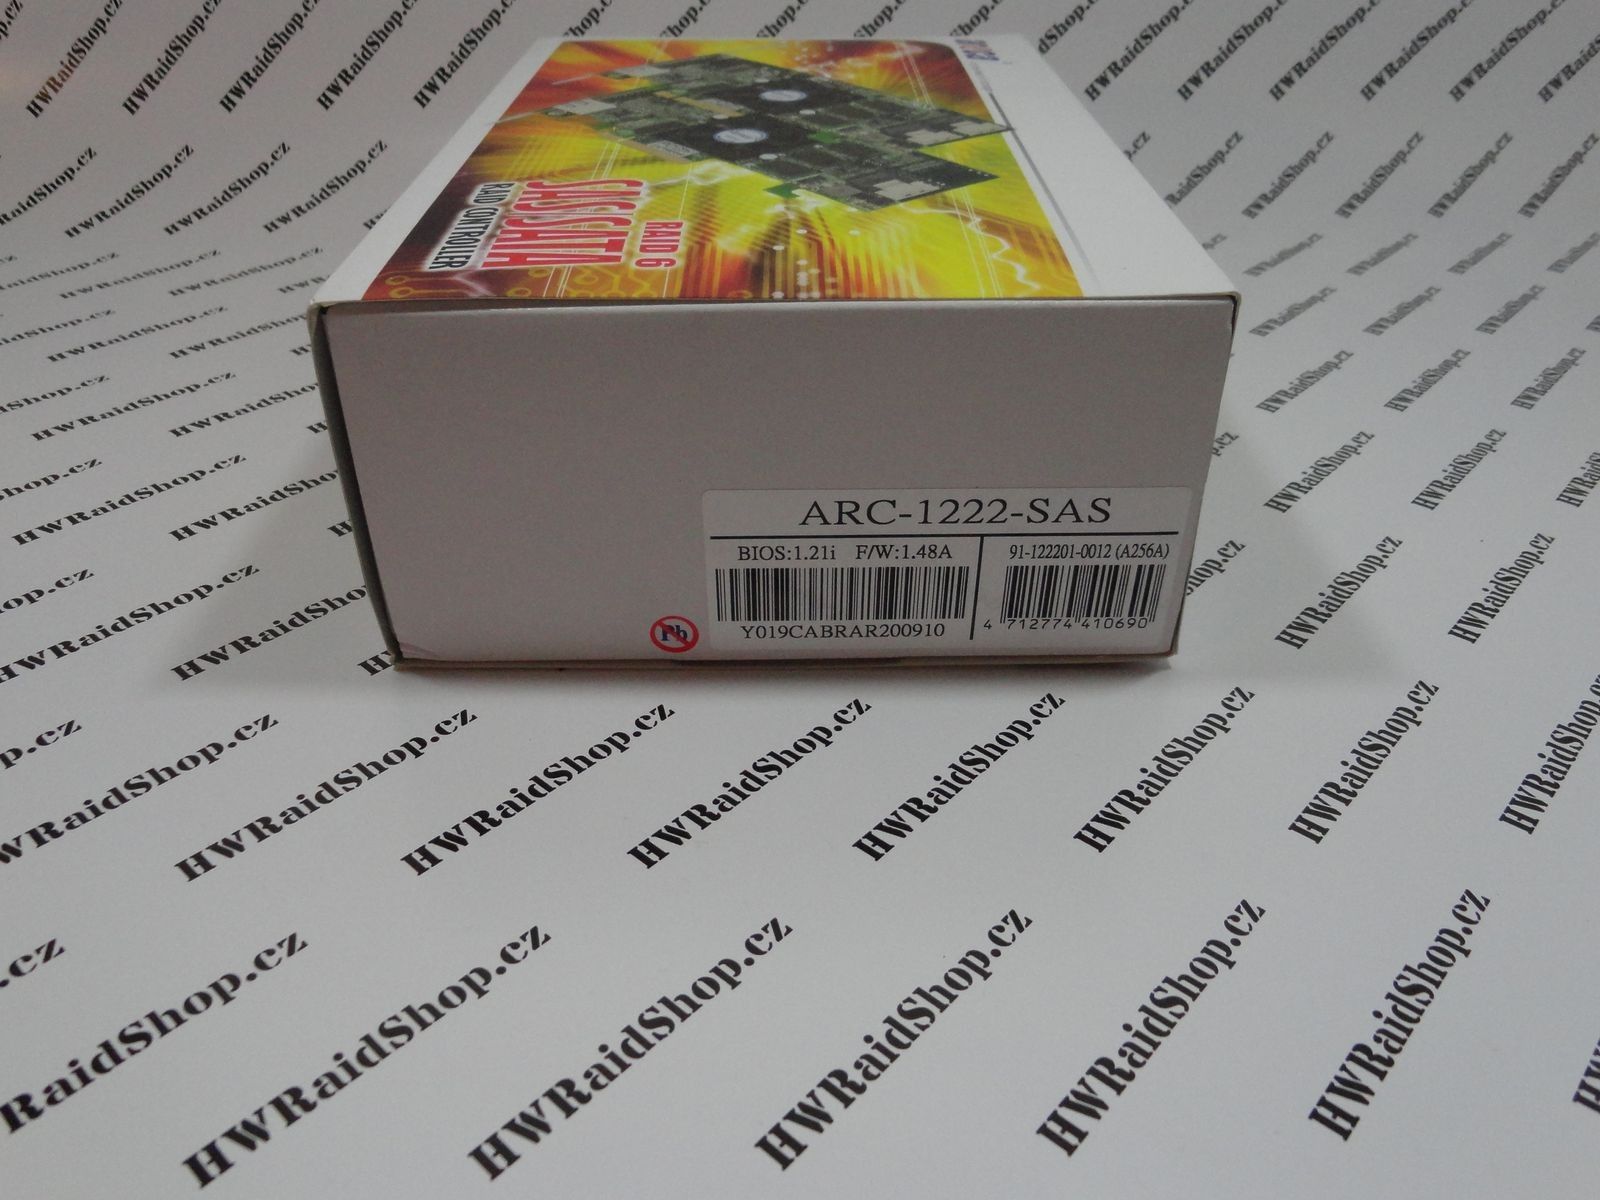 RAID 6
SAS/SATA
RAID CONTROLLER
ARC-1222-SAS
BIOS:1.21i F/W:1.48A
91-122201-0012 (A256A)
Y019CABRAR200910
4 712774 410690
Pb
HWRaidShop.cz